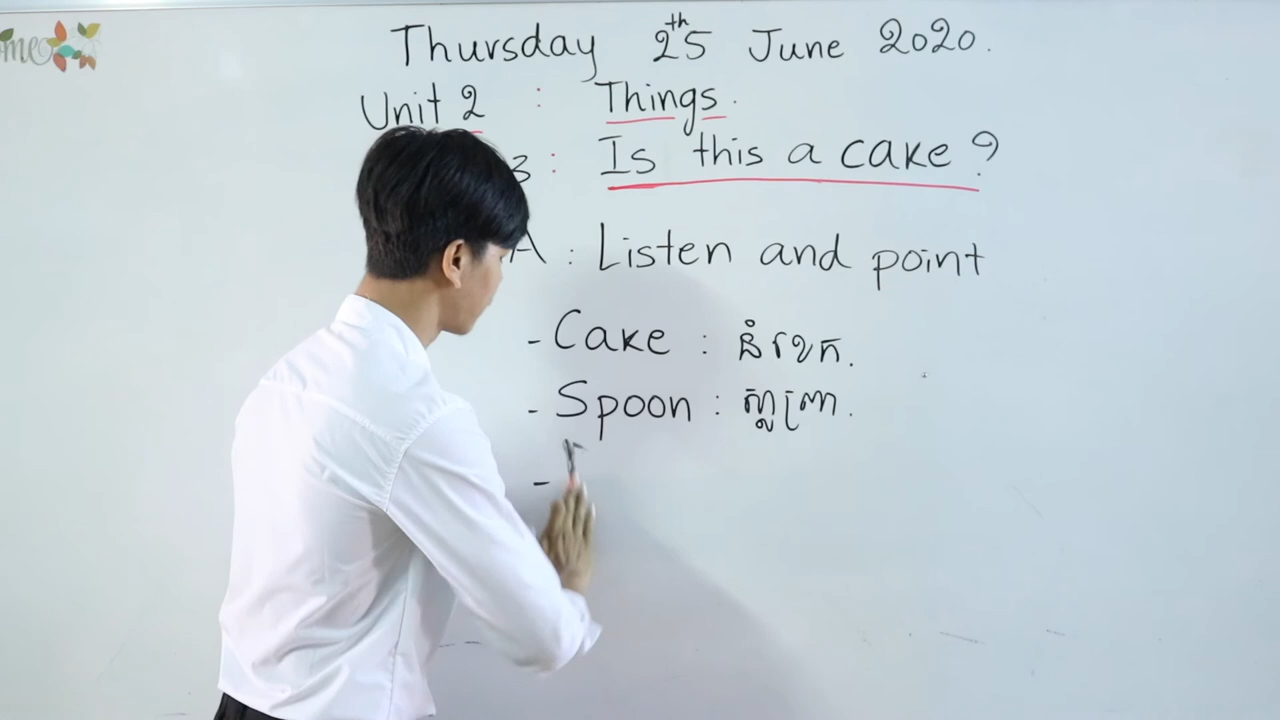 Thursday 25th June 2020.
Unit 2 : Things.
3 : Is this a cake ?
A : Listen and point
- Cake : នំខេក.
- Spoon : ស្លាបព្រា.
-